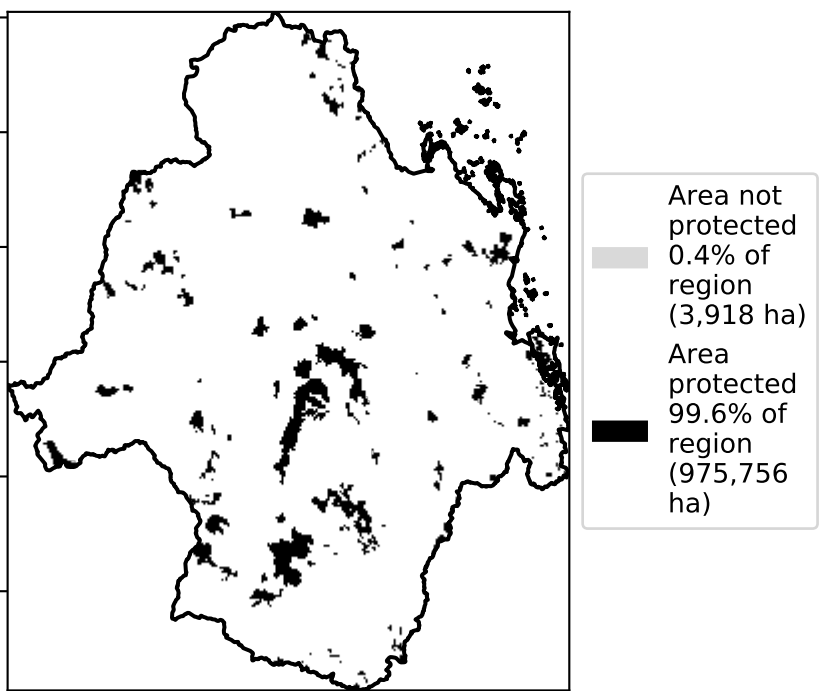 Area not
protected
0.4% of
region
(3,918 ha)
Area
protected
99.6% of
region
(975,756
ha)